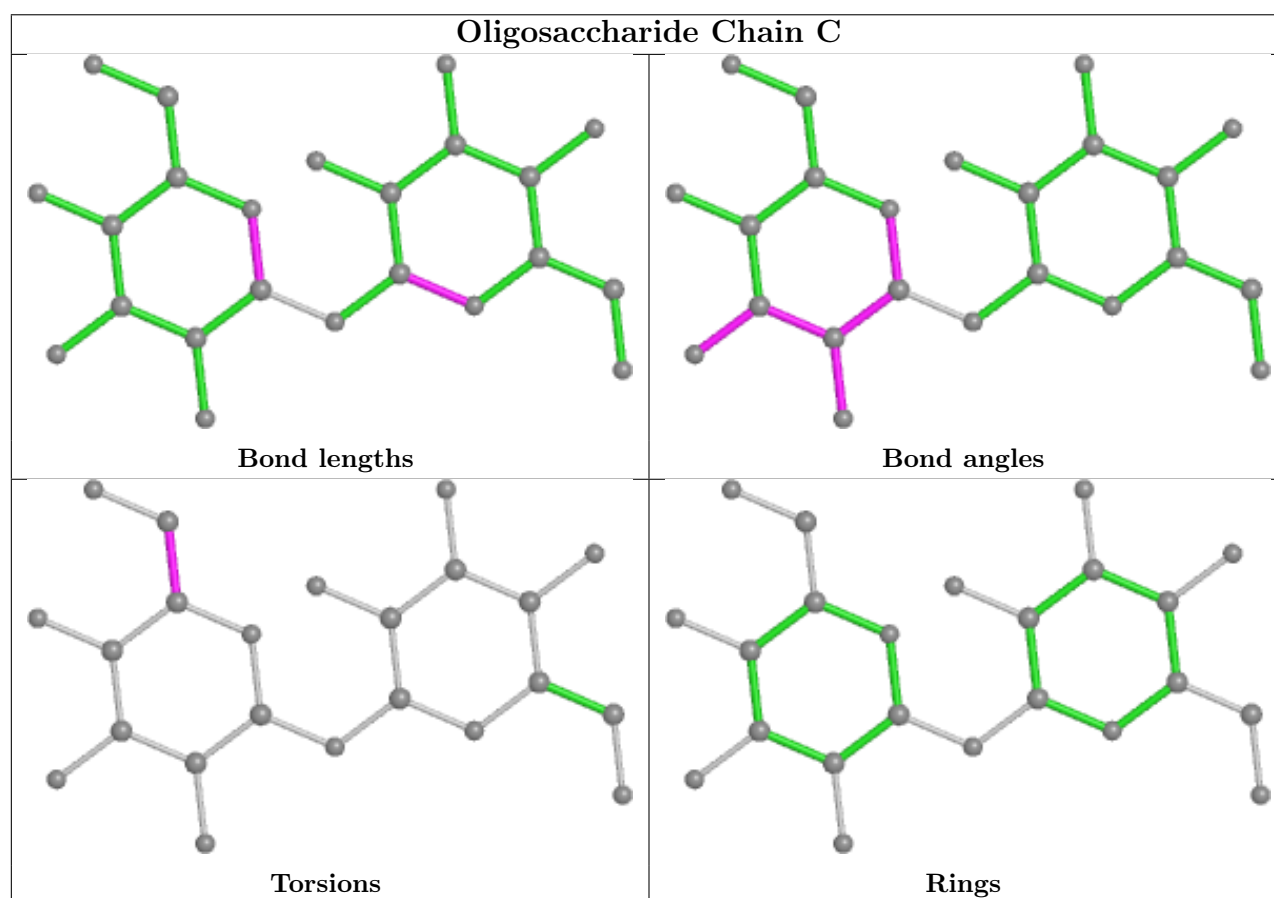 Oligosaccharide Chain C
Bond lengths
Bond angles
Torsions
Rings